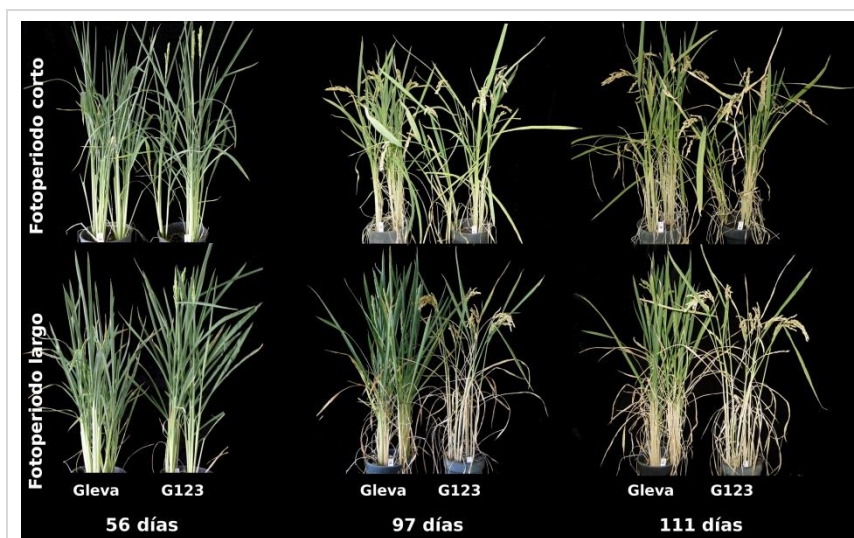 Fotoperiodo corto
Fotoperiodo largo
Gleva G123
Gleva G123
Gleva G123
56 días
97 días
111 días